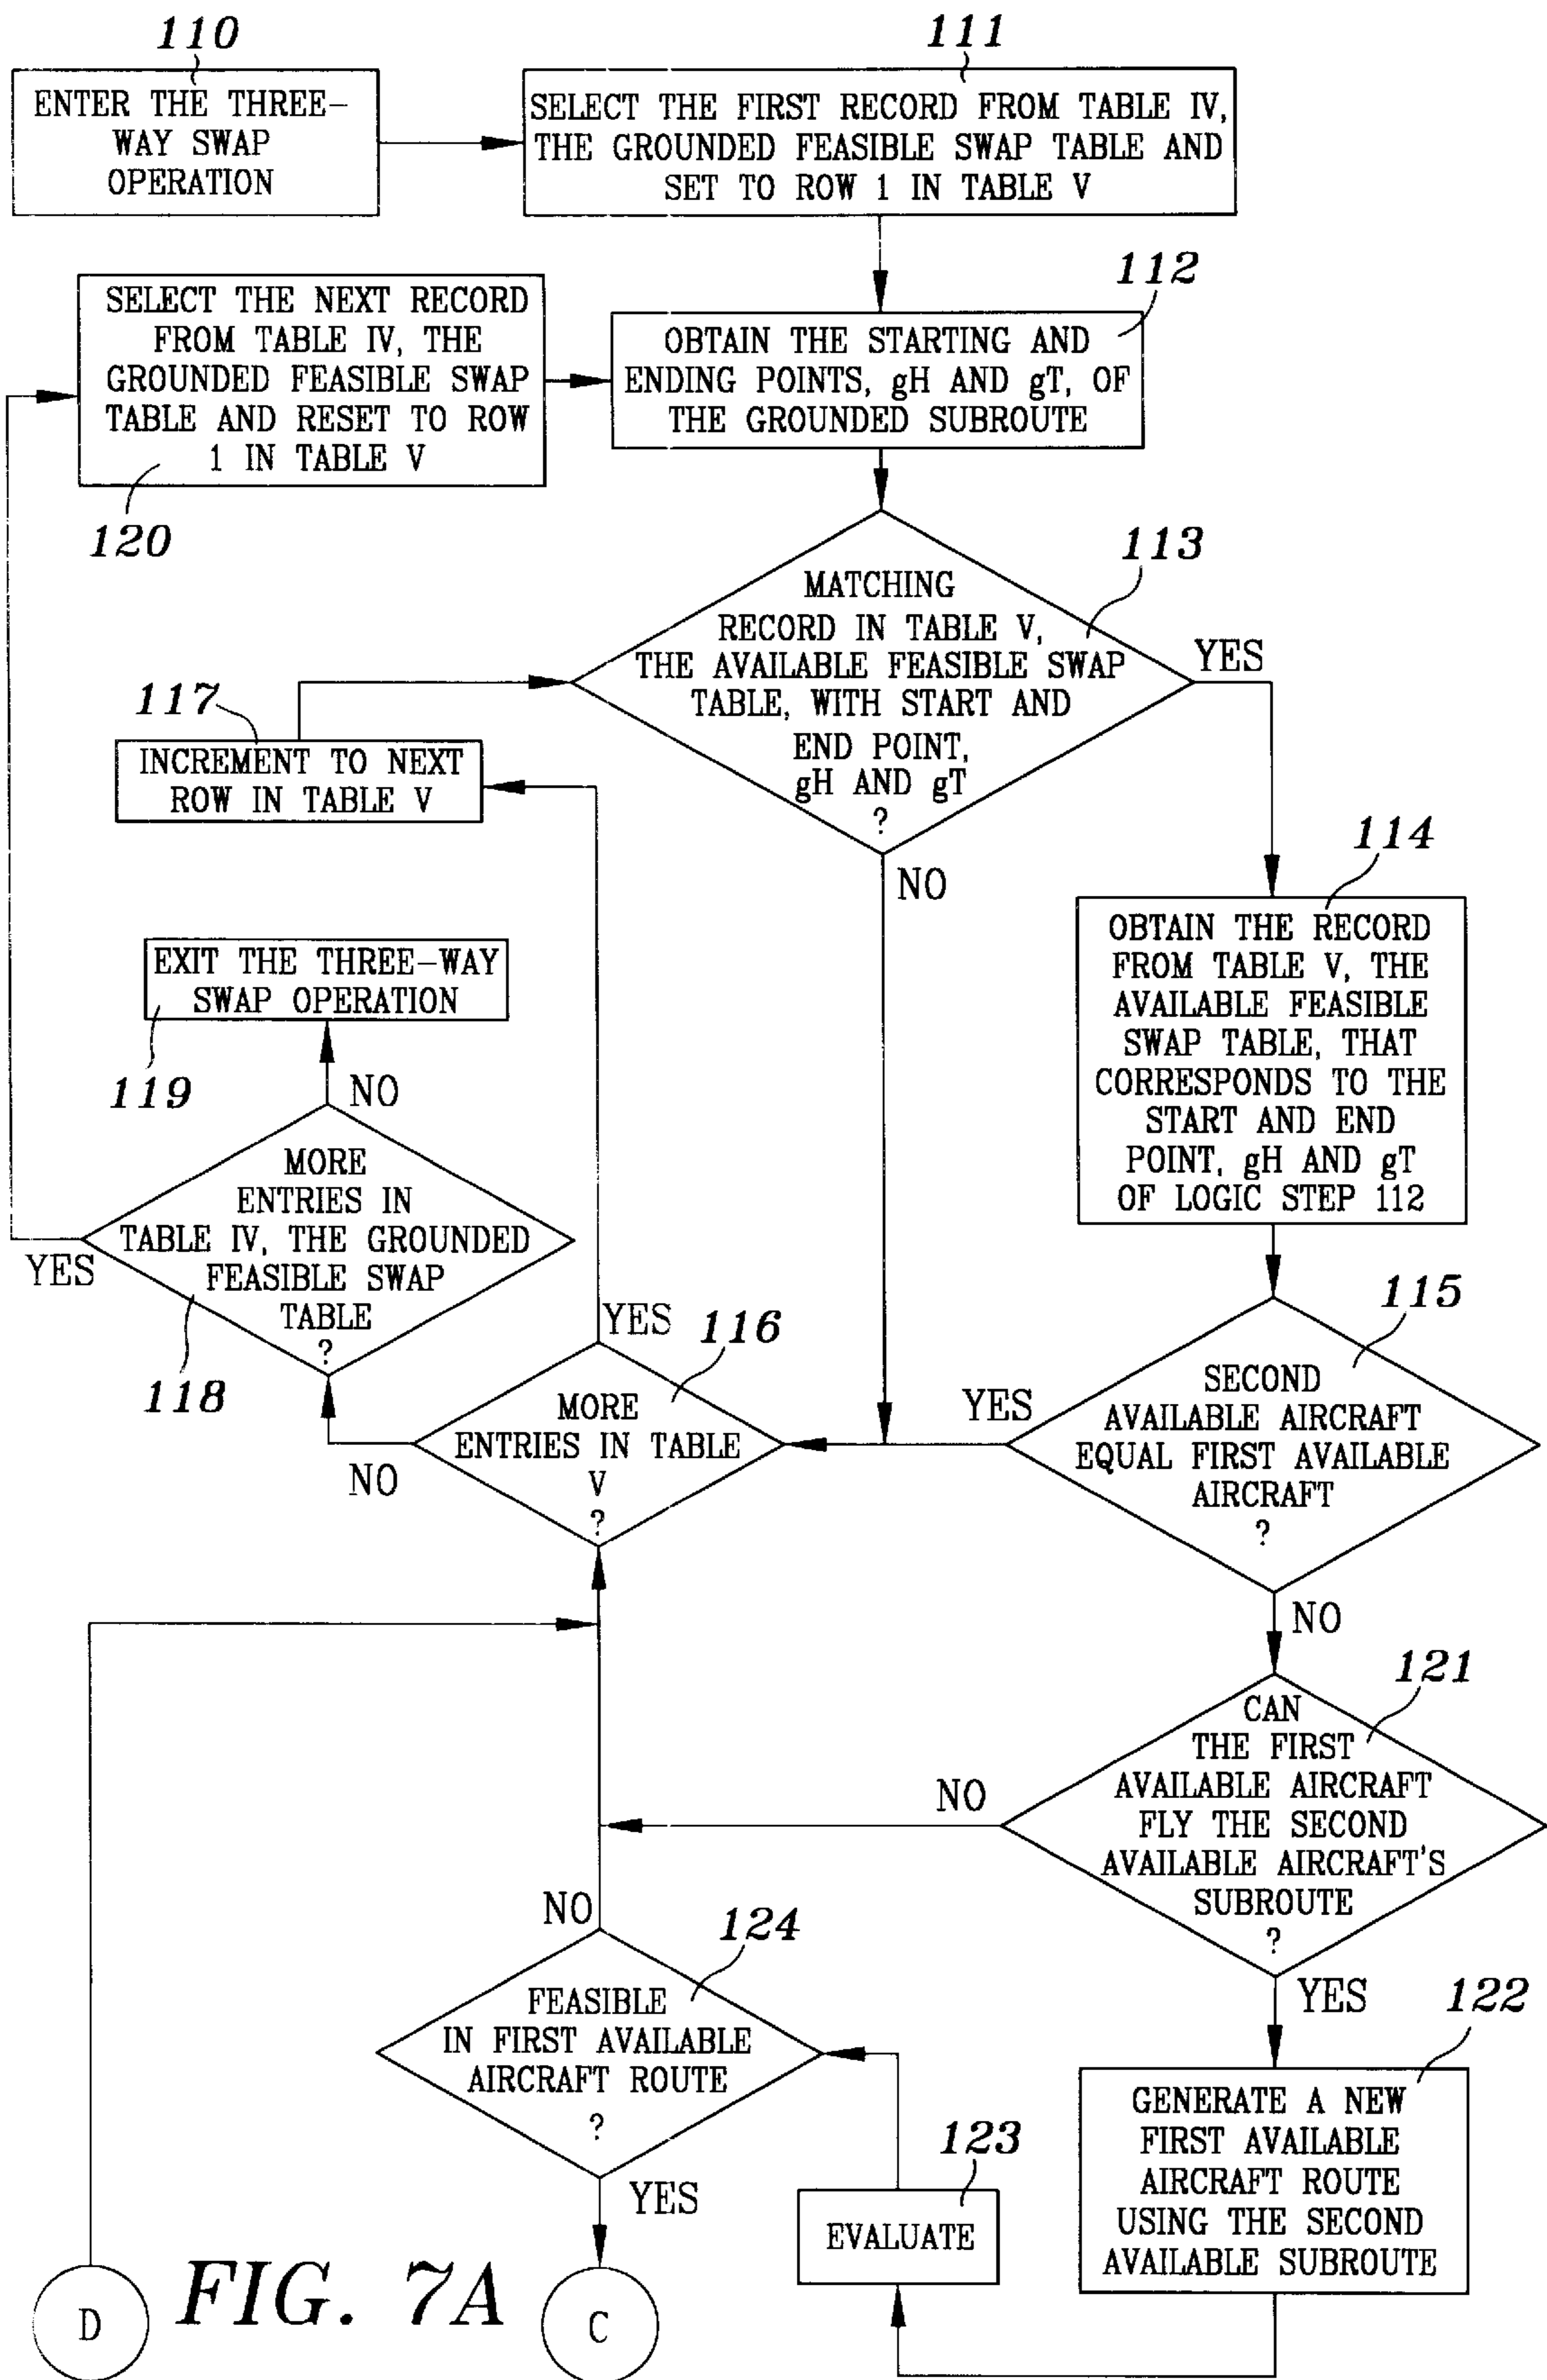 110
ENTER THE THREE-
WAY SWAP
OPERATION
111
SELECT THE FIRST RECORD FROM TABLE IV,
THE GROUNDED FEASIBLE SWAP TABLE AND
SET TO ROW 1 IN TABLE V
120
SELECT THE NEXT RECORD
FROM TABLE IV, THE
GROUNDED FEASIBLE SWAP
TABLE AND RESET TO ROW
1 IN TABLE V
112
OBTAIN THE STARTING AND
ENDING POINTS, gH AND gT, OF
THE GROUNDED SUBROUTE
113
MATCHING
RECORD IN TABLE V,
THE AVAILABLE FEASIBLE SWAP
TABLE, WITH START AND
END POINT,
gH AND gT
?
YES
NO
117
INCREMENT TO NEXT
ROW IN TABLE V
114
OBTAIN THE RECORD
FROM TABLE V, THE
AVAILABLE FEASIBLE
SWAP TABLE, THAT
CORRESPONDS TO THE
START AND END
POINT, gH AND gT
OF LOGIC STEP 112
EXIT THE THREE-WAY
SWAP OPERATION
119
NO
MORE
ENTRIES IN
TABLE IV, THE GROUNDED
FEASIBLE SWAP
TABLE
?
YES
118
YES
116
MORE
ENTRIES IN TABLE
V
?
NO
115
SECOND
AVAILABLE AIRCRAFT
EQUAL FIRST AVAILABLE
AIRCRAFT
?
YES
NO
121
CAN
THE FIRST
AVAILABLE AIRCRAFT
FLY THE SECOND
AVAILABLE AIRCRAFT'S
SUBROUTE
?
NO
YES
122
GENERATE A NEW
FIRST AVAILABLE
AIRCRAFT ROUTE
USING THE SECOND
AVAILABLE SUBROUTE
123
EVALUATE
NO
124
FEASIBLE
IN FIRST AVAILABLE
AIRCRAFT ROUTE
?
YES
D
FIG. 7A
C